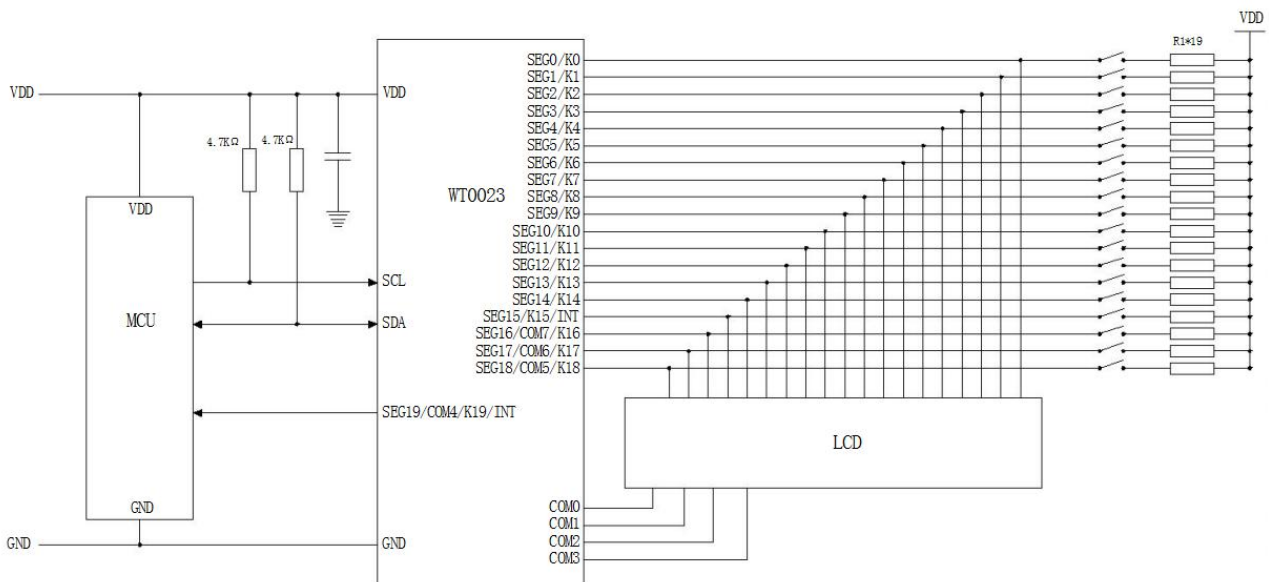 VDD
R1*19
SEG0/K0
SEG1/K1
VDD
VDD
SEG2/K2
SEG3/K3
SEG4/K4
4.7KΩ
4.7KΩ
SEG5/K5
SEG6/K6
SEG7/K7
WT0023
SEG8/K8
VDD
SEG9/K9
SEG10/K10
SEG11/K11
SEG12/K12
SCL
SEG13/K13
SEG14/K14
MCU
SDA
SEG15/K15/INT
SEG16/COM7/K16
SEG17/COM6/K17
SEG18/COM5/K18
SEG19/COM4/K19/INT
LCD
GND
COM0
COM1
GND
GND
COM2
COM3